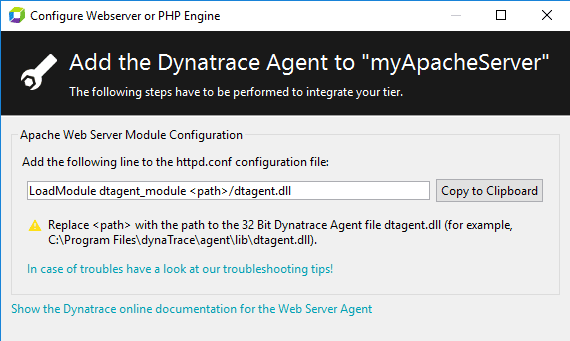 Configure Webserver or PHP Engine
Add the Dynatrace Agent to "myApacheServer"
The following steps have to be performed to integrate your tier.
Apache Web Server Module Configuration
Add the following line to the httpd.conf configuration file:
LoadModule dtagent_module <path>/dtagent.dll
Copy to Clipboard
Replace <path> with the path to the 32 Bit Dynatrace Agent file dtagent.dll (for example,
C:\Program Files\dynaTrace\agent\lib\dtagent.dll).
In case of troubles have a look at our troubleshooting tips!
Show the Dynatrace online documentation for the Web Server Agent